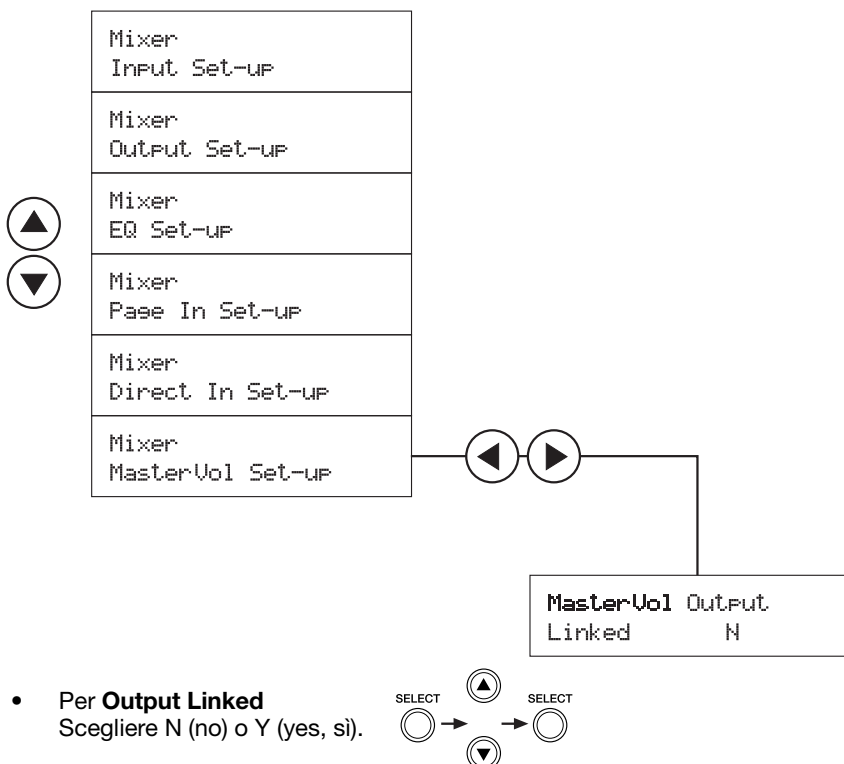 Mixer
Input Set-up
Mixer
Output Set-up
Mixer
EQ Set-up
Mixer
Page In Set-up
Mixer
Direct In Set-up
Mixer
MasterVol Set-up
MasterVol Output
Linked N
• Per Output Linked
Scegliere N (no) o Y (yes, sì).
SELECT SELECT